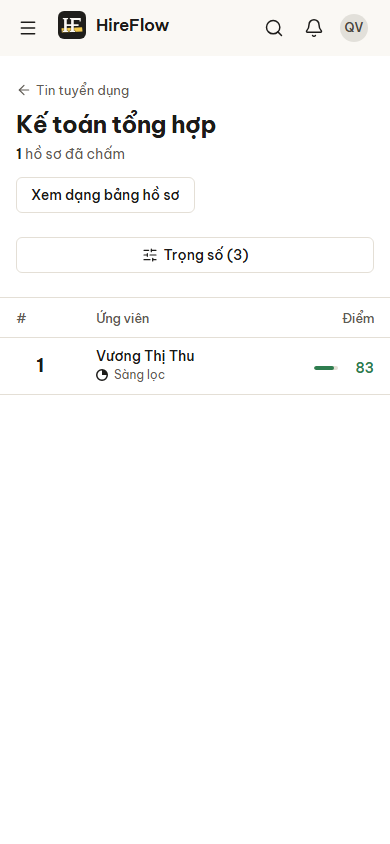 HF HireFlow QV
Tin tuyển dụng
Kế toán tổng hợp
1 hồ sơ đã chấm
Xem dạng bảng hồ sơ
Trọng số (3)
# Ứng viên Điểm
1 Vương Thị Thu 83
Sàng lọc